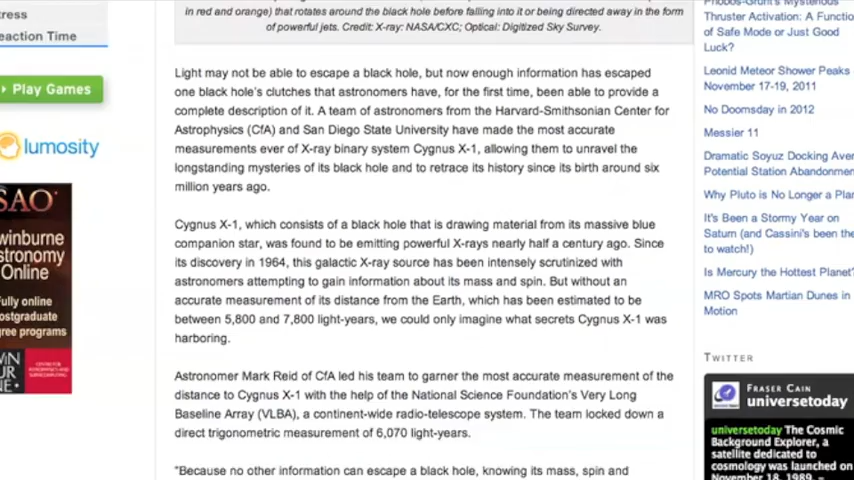 tress
eaction Time
Play Games
lumosity
SAO
winburne
stronomy
Online
ully online
ostgraduate
gree programs
WIN
UR
NE
in red and orange) that rotates around the black hole before falling into it or being directed away in the form
of powerful jets. Credit: X-ray: NASA/CXC; Optical: Digitized Sky Survey.
Light may not be able to escape a black hole, but now enough information has escaped
one black hole's clutches that astronomers have, for the first time, been able to provide a
complete description of it. A team of astronomers from the Harvard-Smithsonian Center for
Astrophysics (CfA) and San Diego State University have made the most accurate
measurements ever of X-ray binary system Cygnus X-1, allowing them to unravel the
longstanding mysteries of its black hole and to retrace its history since its birth around six
million years ago.
Cygnus X-1, which consists of a black hole that is drawing material from its massive blue
companion star, was found to be emitting powerful X-rays nearly half a century ago. Since
its discovery in 1964, this galactic X-ray source has been intensely scrutinized with
astronomers attempting to gain information about its mass and spin. But without an
accurate measurement of its distance from the Earth, which has been estimated to be
between 5,800 and 7,800 light-years, we could only imagine what secrets Cygnus X-1 was
harboring.
Astronomer Mark Reid of CfA led his team to garner the most accurate measurement of the
distance to Cygnus X-1 with the help of the National Science Foundation's Very Long
Baseline Array (VLBA), a continent-wide radio-telescope system. The team locked down a
direct trigonometric measurement of 6,070 light-years.
"Because no other information can escape a black hole, knowing its mass, spin and
Phobos-Grunt's Mysterious
Thruster Activation: A Functio
of Safe Mode or Just Good
Luck?
Leonid Meteor Shower Peaks
November 17-19, 2011
No Doomsday in 2012
Messier 11
Dramatic Soyuz Docking Aver
Potential Station Abandonmen
Why Pluto is No Longer a Plan
It's Been a Stormy Year on
Saturn (and Cassini's been the
to watch!)
Is Mercury the Hottest Planet?
MRO Spots Martian Dunes in
Motion
TWITTER
FRASER CAIN
universetoday
universetoday The Cosmic
Background Explorer, a
satellite dedicated to
cosmology was launched on
November 18, 1989. –